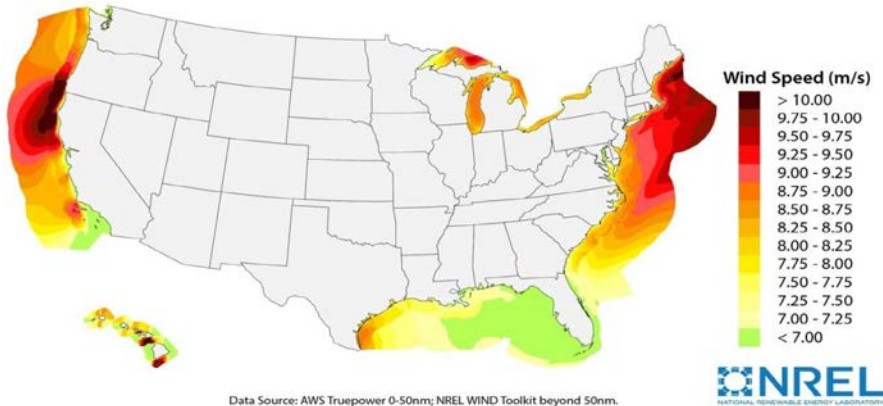 Wind Speed (m/s)
> 10.00
9.75 - 10.00
9.50 - 9.75
9.25 - 9.50
9.00 - 9.25
8.75 - 9.00
8.50 - 8.75
8.25 - 8.50
8.00 - 8.25
7.75 - 8.00
7.50 - 7.75
7.25 - 7.50
7.00 - 7.25
< 7.00
NREL
NATIONAL RENEWABLE ENERGY LABORATORY
Data Source: AWS Truepower 0-50nm; NREL WIND Toolkit beyond 50nm.